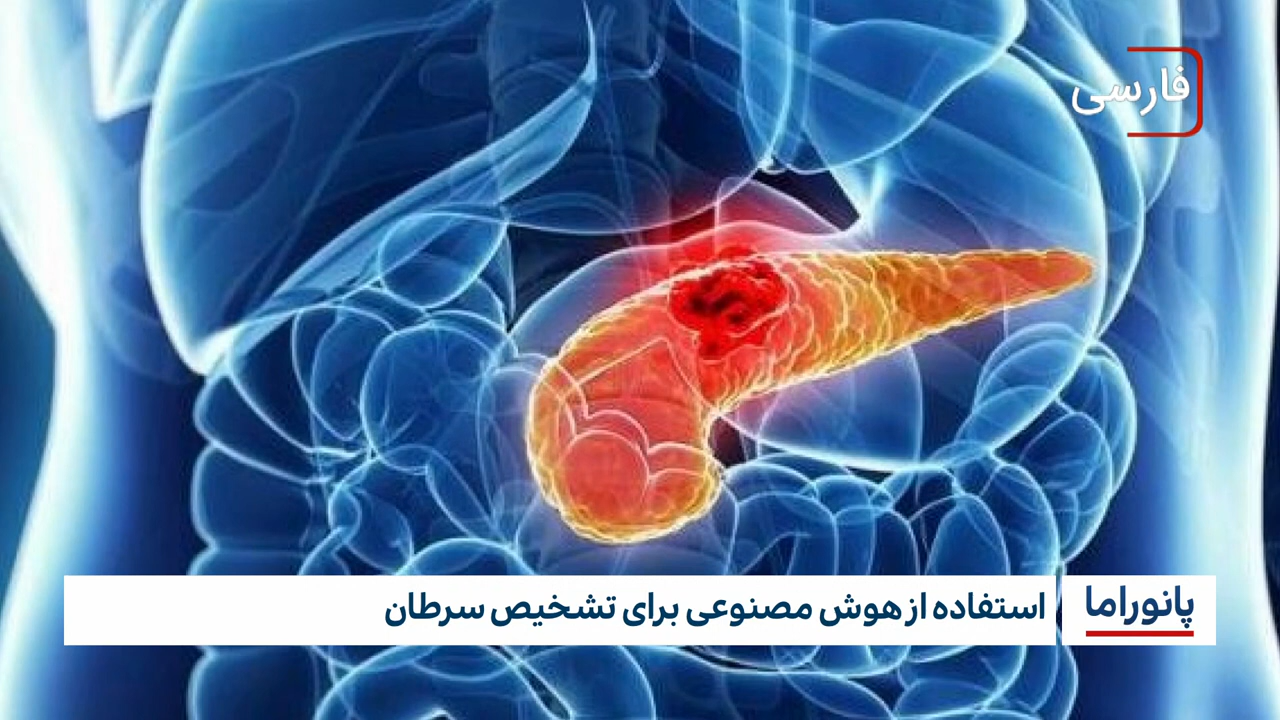 فارسی
پانوراما
استفاده از هوش مصنوعی برای تشخیص سرطان